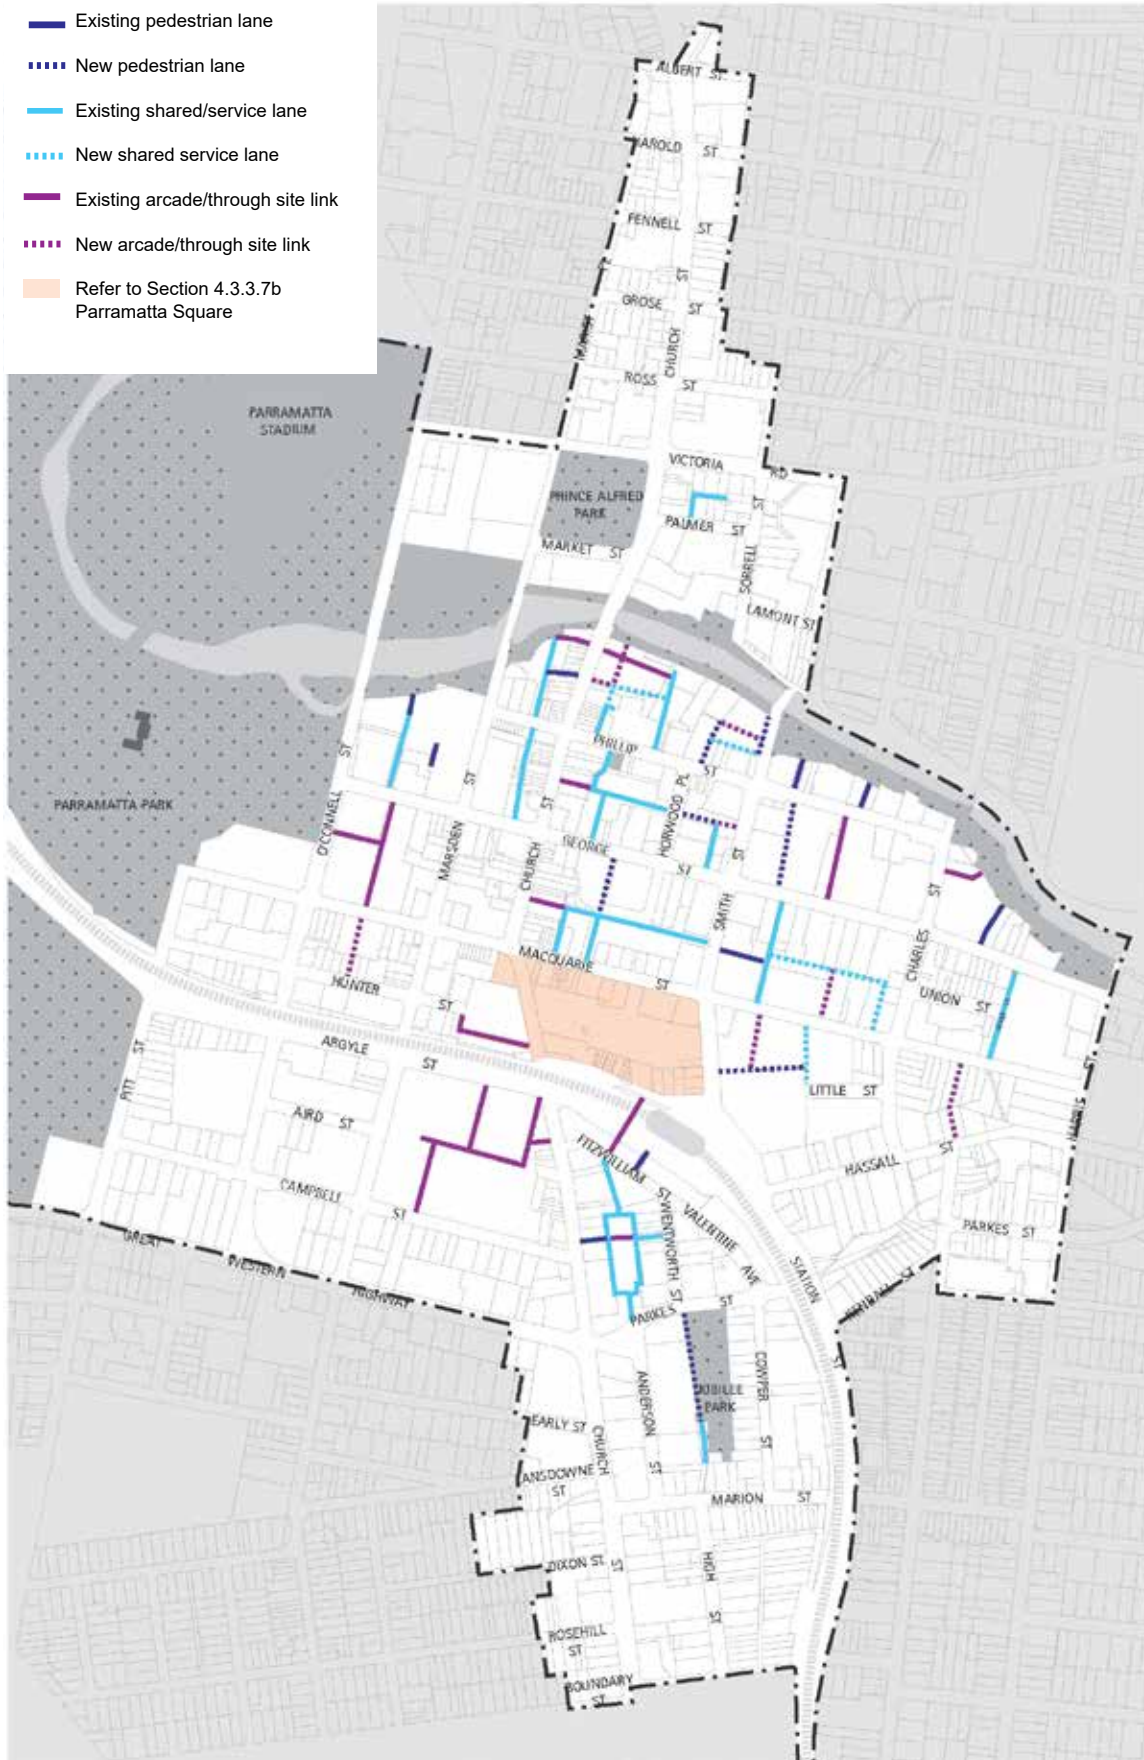 Existing pedestrian lane
New pedestrian lane
Existing shared/service lane
New shared service lane
Existing arcade/through site link
New arcade/through site link
Refer to Section 4.3.3.7b
Parramatta Square
ALBERT ST
HAROLD ST
FENNELL ST
ST
GROSE ST
CHURCH
ROSS ST
PARRAMATTA
STADIUM
VICTORIA RD
PRINCE ALFRED
PARK
PALMER ST
ST
SORRELL
MARKET ST
LAMONT ST
PHILLIP
ST
PARRAMATTA PARK
O'CONNELL
ST
MARSDEN
ST
CHURCH
ST
GEORGE
ST
HORWOOD PL
SMITH
ST
CHARLES
ST
MACQUARIE
ST
UNION ST
HUNTER
ST
ARGYLE
ST
LITTLE ST
PITT
ST
AIRD ST
FITZWILLIAM
ST
HASSALL
ST
HARRIS
ST
CAMPBELL
ST
WENTWORTH ST
VALENTINE
AVE
STATION
ST
PARKES ST
GREAT
WESTERN
HIGHWAY
PARKES
ST
COWPER
ST
JUBILLE
PARK
ANDERSON
ST
EARLY ST
CHURCH
ST
ANSDOWNE
ST
MARION ST
DIXON ST
HIGH
ST
ROSEHILL
ST
BOUNDARY
ST